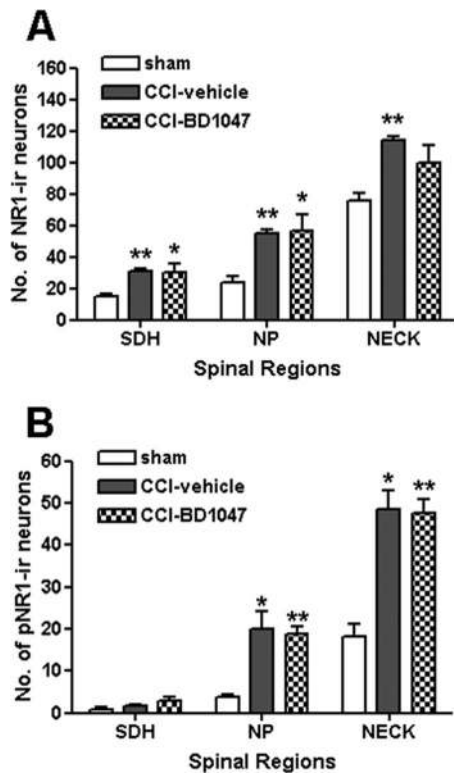 A
No. of NR1-ir neurons
160
140
120
100
80
60
40
20
0
sham
CCI-vehicle
CCI-BD1047
** * ** * **
SDH NP NECK
Spinal Regions
B
No. of pNR1-ir neurons
60
50
40
30
20
10
0
sham
CCI-vehicle
CCI-BD1047
* ** * **
SDH NP NECK
Spinal Regions